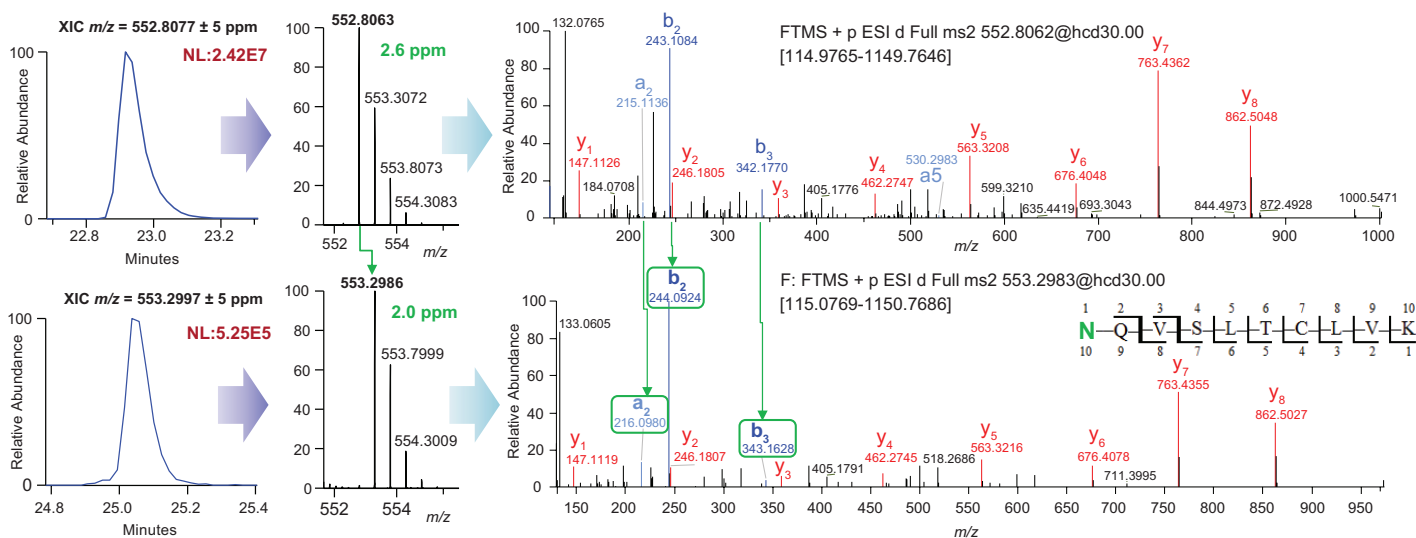 XIC m/z = 552.8077 ± 5 ppm
NL:2.42E7
Relative Abundance
100
50
0
22.8
23.0
23.2
Minutes
552.8063
2.6 ppm
553.3072
553.8073
554.3083
100
80
60
40
20
0
552
554
m/z
FTMS + p ESI d Full ms2 552.8062@hcd30.00
[114.9765-1149.7646]
Relative Abundance
100
80
60
40
20
0
132.0765
b2
243.1084
a2
215.1136
y1
147.1126
184.0708
y2
246.1805
b3
342.1770
y3
405.1776
y4
462.2747
530.2983
a5
y5
563.3208
599.3210
635.4419
y6
676.4048
693.3043
y7
763.4362
844.4973
y8
862.5048
872.4928
1000.5471
200
300
400
500
600
700
800
900
1000
m/z
XIC m/z = 553.2997 ± 5 ppm
NL:5.25E5
Relative Abundance
100
50
0
24.8
25.0
25.2
25.4
Minutes
553.2986
2.0 ppm
553.7999
554.3009
100
80
60
40
20
0
552
554
m/z
F: FTMS + p ESI d Full ms2 553.2983@hcd30.00
[115.0769-1150.7686]
1 2 3 4 5 6 7 8 9 10
N Q V S L T C L V K
10 9 8 7 6 5 4 3 2 1
Relative Abundance
100
80
60
40
20
0
133.0605
b2
244.0924
a2
216.0980
y1
147.1119
y2
246.1807
b3
343.1628
y3
405.1791
y4
462.2745
518.2686
y5
563.3216
y6
676.4078
711.3995
y7
763.4355
y8
862.5027
150
200
250
300
350
400
450
500
550
600
650
700
750
800
850
900
950
m/z